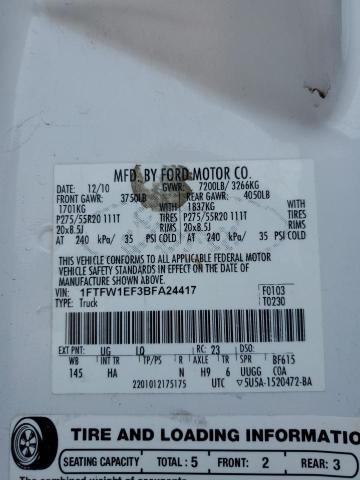 MFD. BY FORD MOTOR CO.
DATE: 12/10 GVWR: 7200LB/ 3266KG
FRONT GAWR: 3750LB REAR GAWR: 4050LB
1701KG WITH 1837KG WITH
P275/55R20 111T TIRES P275/55R20 111T TIRES
20x8.5J RIMS 20x8.5J RIMS
AT 240 kPa/ 35 PSI COLD AT 240 kPa/ 35 PSI COLD
THIS VEHICLE CONFORMS TO ALL APPLICABLE FEDERAL MOTOR
VEHICLE SAFETY STANDARDS IN EFFECT ON THE DATE OF
MANUFACTURE SHOWN ABOVE.
VIN: 1FTFW1EF3BFA24417 F0103
TYPE: Truck T0230
EXT PNT: UG LQ RC: 23 DSO:
WB INT TR TP/PS R AXLE TR SPR BF615
145 HA N H9 6 UUGG C0A
2201012175175 UTC ▽5U5A-1520472-BA
TIRE AND LOADING INFORMATION
SEATING CAPACITY TOTAL: 5 FRONT: 2 REAR: 3